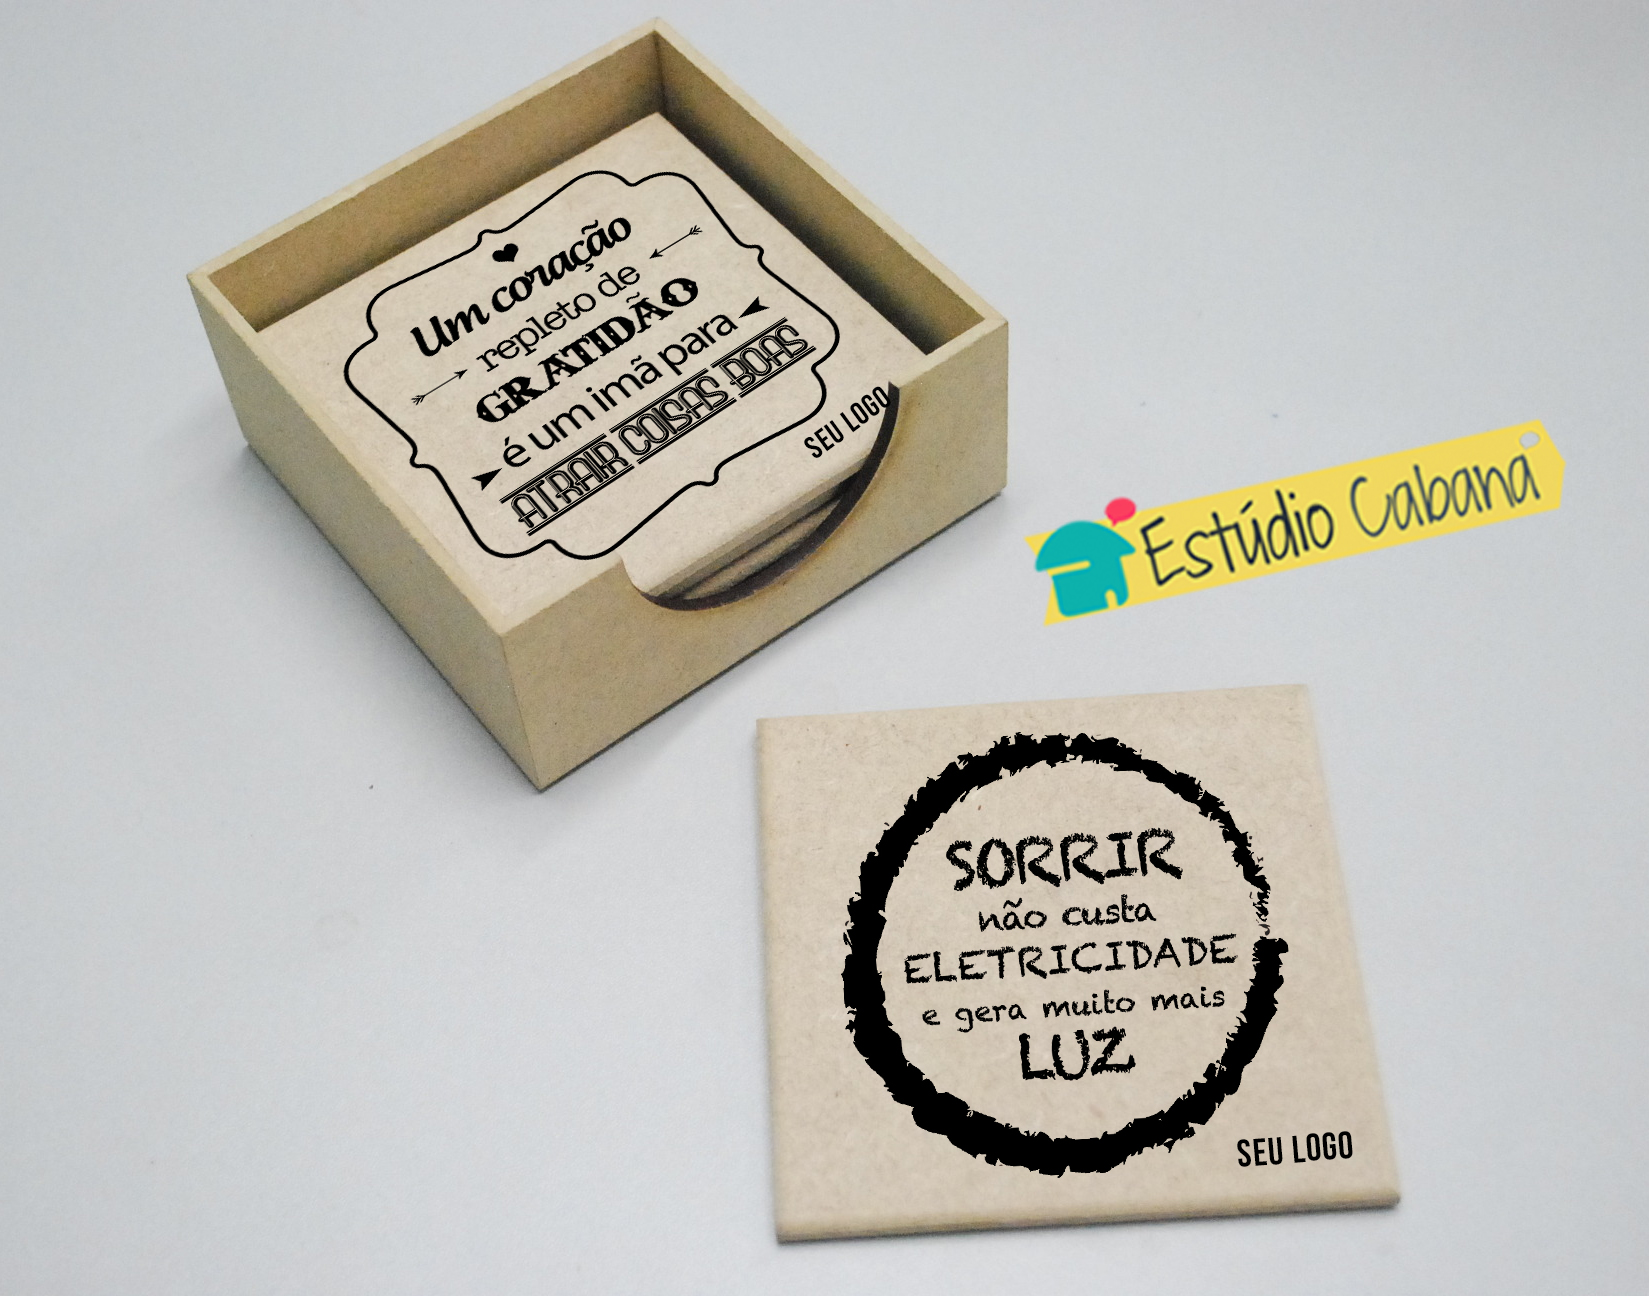 Um coração
repleto de
GRATIDÃO
é um imã para
ATRAIR COISAS BOAS
SEU LOGO
Estúdio Cabana
SORRIR
não custa
ELETRICIDADE
e gera muito mais
LUZ
SEU LOGO